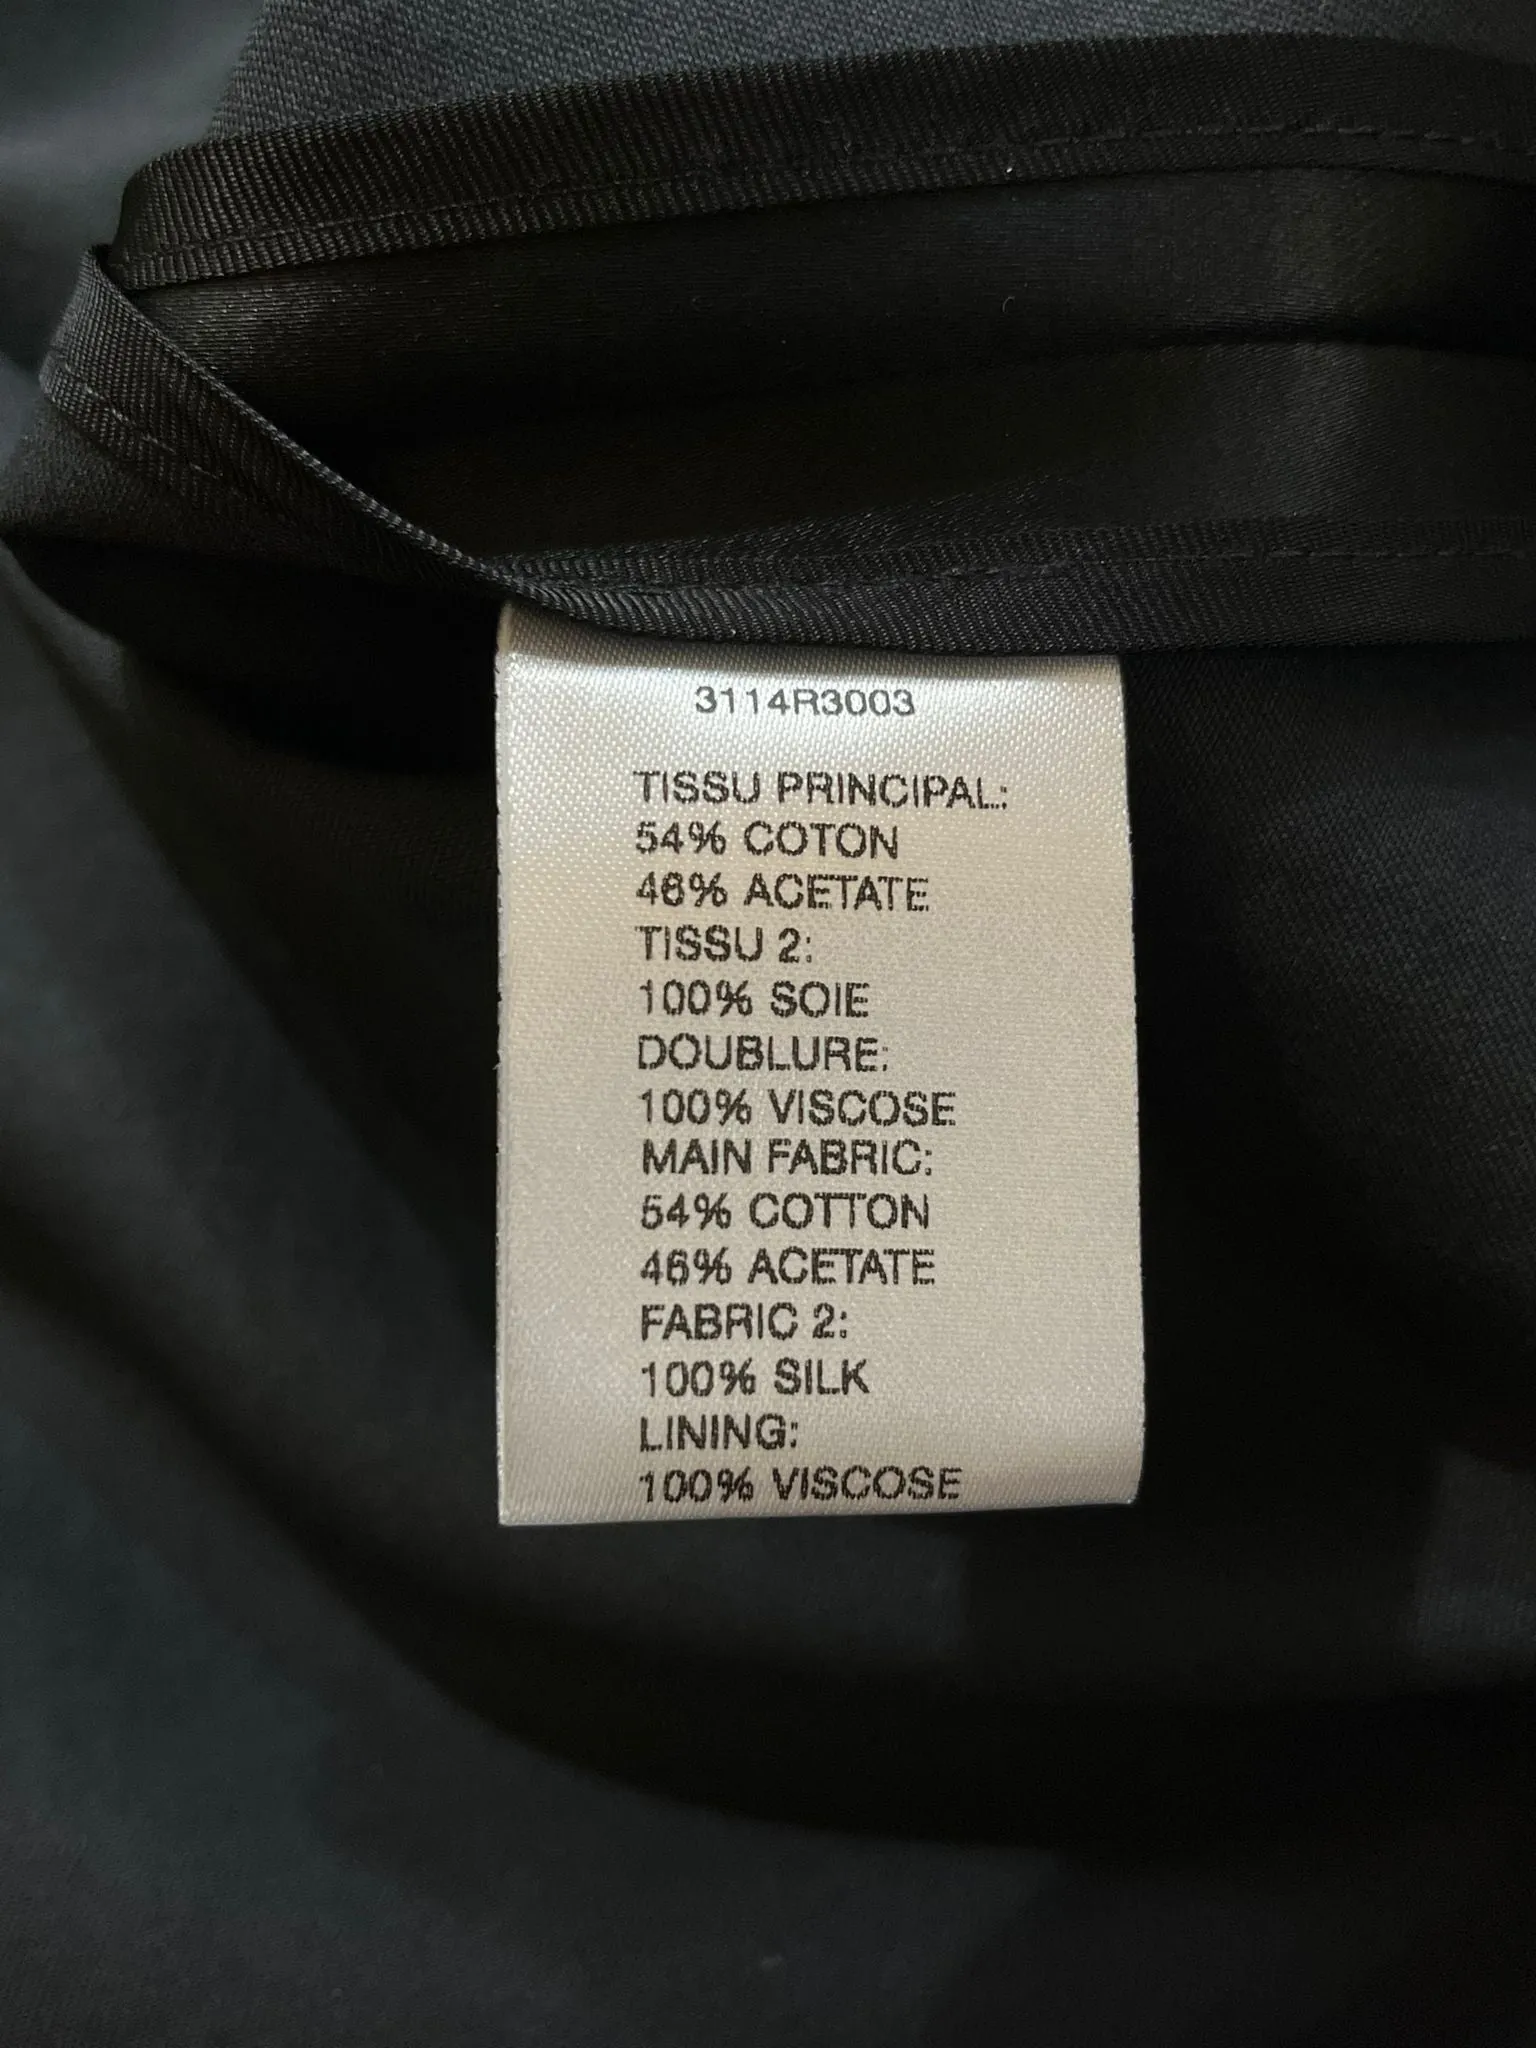 3114R3003
TISSU PRINCIPAL:
54% COTON
46% ACETATE
TISSU 2:
100% SOIE
DOUBLURE:
100% VISCOSE
MAIN FABRIC:
54% COTTON
46% ACETATE
FABRIC 2:
100% SILK
LINING:
100% VISCOSE